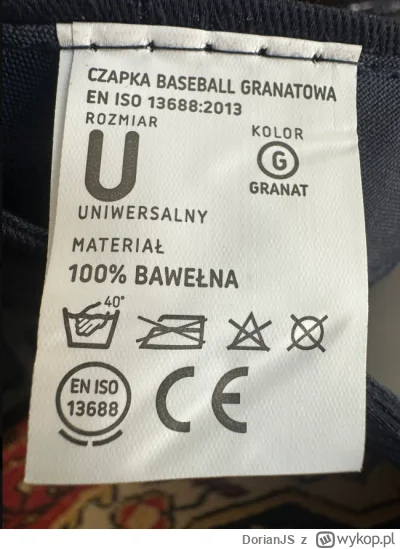 CZAPKA BASEBALL GRANATOWA
EN ISO 13688:2013
ROZMIAR
U
UNIWERSALNY
KOLOR
G
GRANAT
MATERIAŁ
100% BAWEŁNA
40°
EN ISO
13688
CE
DorianJS z wykop.pl